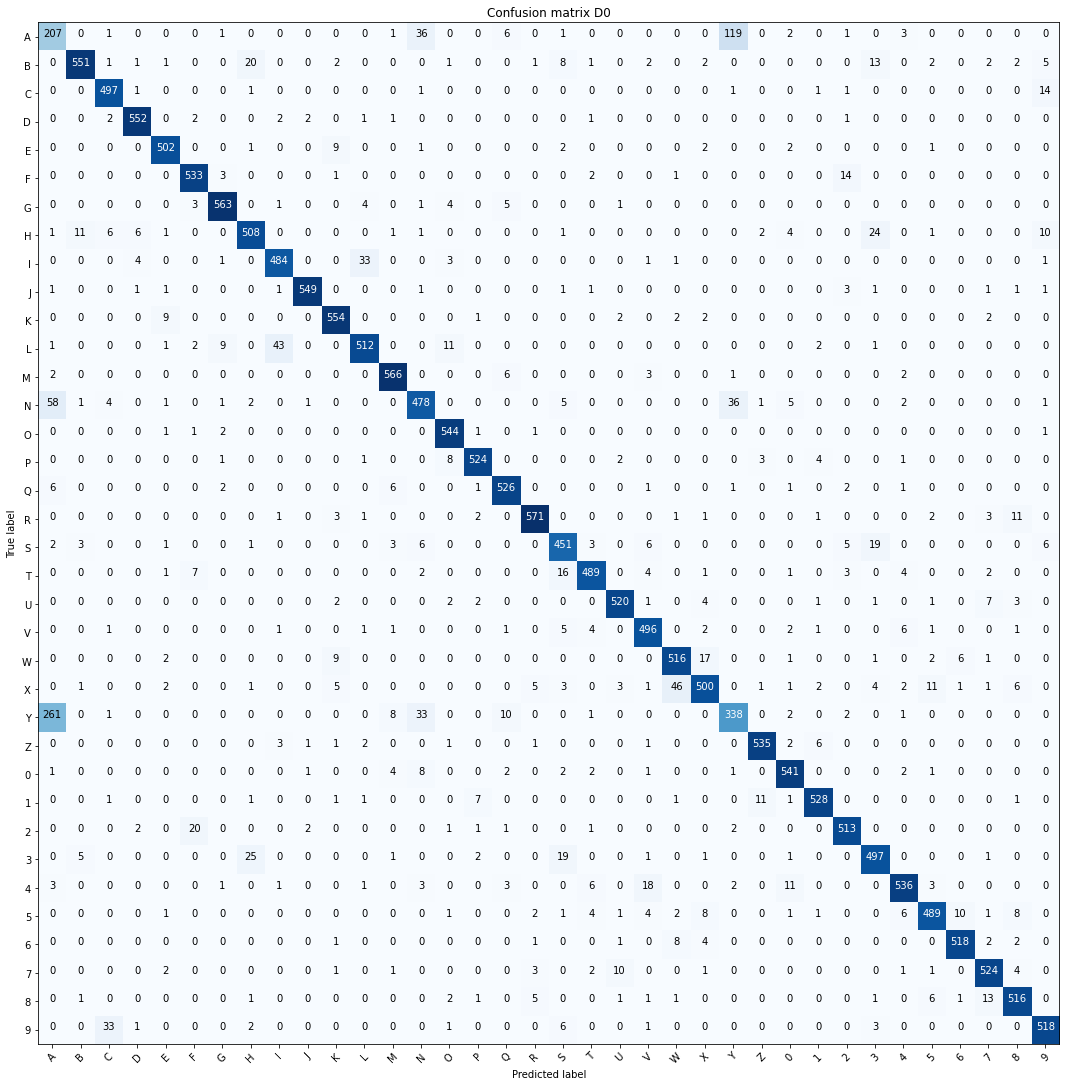 Confusion matrix D0
A 207 0 1 0 0 0 1 0 0 0 0 0 1 36 0 0 6 0 1 0 0 0 0 0 119 0 2 0 1 0 3 0 0 0 0 0
B 0 551 1 1 1 0 0 20 0 0 2 0 0 0 1 0 0 1 8 1 0 2 0 2 0 0 0 0 0 13 0 2 0 2 2 5
C 0 0 497 1 0 0 0 1 0 0 0 0 0 1 0 0 0 0 0 0 0 0 0 0 1 0 0 1 1 0 0 0 0 0 0 14
D 0 0 2 552 0 2 0 0 2 2 0 1 1 0 0 0 0 0 0 1 0 0 0 0 0 0 0 0 1 0 0 0 0 0 0 0
E 0 0 0 0 502 0 0 1 0 0 9 0 0 1 0 0 0 0 2 0 0 0 0 2 0 0 2 0 0 0 0 1 0 0 0 0
F 0 0 0 0 0 533 3 0 0 0 1 0 0 0 0 0 0 0 0 2 0 0 1 0 0 0 0 0 14 0 0 0 0 0 0 0
G 0 0 0 0 0 3 563 0 1 0 0 4 0 1 4 0 5 0 0 0 1 0 0 0 0 0 0 0 0 0 0 0 0 0 0 0
H 1 11 6 6 1 0 0 508 0 0 0 0 1 1 0 0 0 0 1 0 0 0 0 0 0 2 4 0 0 24 0 1 0 0 0 10
I 0 0 0 4 0 0 1 0 484 0 0 33 0 0 3 0 0 0 0 0 0 1 1 0 0 0 0 0 0 0 0 0 0 0 0 1
J 1 0 0 1 1 0 0 0 1 549 0 0 0 1 0 0 0 0 1 1 0 0 0 0 0 0 0 0 3 1 0 0 0 1 1 1
K 0 0 0 0 9 0 0 0 0 0 554 0 0 0 0 1 0 0 0 0 2 0 2 2 0 0 0 0 0 0 0 0 0 2 0 0
L 1 0 0 0 1 2 9 0 43 0 0 512 0 0 11 0 0 0 0 0 0 0 0 0 0 0 0 2 0 1 0 0 0 0 0 0
M 2 0 0 0 0 0 0 0 0 0 0 0 566 0 0 0 6 0 0 0 0 3 0 0 1 0 0 0 0 0 2 0 0 0 0 0
N 58 1 4 0 1 0 1 2 0 1 0 0 0 478 0 0 0 0 5 0 0 0 0 0 36 1 5 0 0 0 2 0 0 0 0 1
O 0 0 0 0 1 1 2 0 0 0 0 0 0 0 544 1 0 1 0 0 0 0 0 0 0 0 0 0 0 0 0 0 0 0 0 1
P 0 0 0 0 0 0 1 0 0 0 0 1 0 0 8 524 0 0 0 0 2 0 0 0 0 3 0 4 0 0 1 0 0 0 0 0
Q 6 0 0 0 0 0 2 0 0 0 0 0 6 0 0 1 526 0 0 0 0 1 0 0 1 0 1 0 2 0 1 0 0 0 0 0
R 0 0 0 0 0 0 0 0 1 0 3 1 0 0 0 2 0 571 0 0 0 0 1 1 0 0 0 1 0 0 0 2 0 3 11 0
S 2 3 0 0 1 0 0 1 0 0 0 0 3 6 0 0 0 0 451 3 0 6 0 0 0 0 0 0 5 19 0 0 0 0 0 6
T 0 0 0 0 1 7 0 0 0 0 0 0 0 2 0 0 0 0 16 489 0 4 0 1 0 0 1 0 3 0 4 0 0 2 0 0
U 0 0 0 0 0 0 0 0 0 0 2 0 0 0 2 2 0 0 0 0 520 1 0 4 0 0 0 1 0 1 0 1 0 7 3 0
V 0 0 1 0 0 0 0 0 1 0 0 1 1 0 0 0 1 0 5 4 0 496 0 2 0 0 2 1 0 0 6 1 0 0 1 0
W 0 0 0 0 2 0 0 0 0 0 9 0 0 0 0 0 0 0 0 0 0 0 516 17 0 0 1 0 0 1 0 2 6 1 0 0
X 0 1 0 0 2 0 0 0 0 0 5 0 0 0 0 0 0 5 3 0 3 1 46 500 0 1 1 2 0 4 2 11 1 1 6 0
Y 261 0 1 0 0 0 0 0 0 0 0 0 8 33 0 0 10 0 0 1 0 0 0 0 338 0 2 0 2 0 1 0 0 0 0 0
Z 0 0 0 0 0 0 0 0 3 1 1 2 0 0 1 0 0 1 0 0 0 1 0 0 0 535 2 6 0 0 0 0 0 0 0 0
0 1 0 0 0 0 0 0 0 0 1 0 0 4 8 0 0 2 0 2 2 0 1 0 0 1 0 541 0 0 0 2 1 0 0 0 0
1 0 0 1 0 0 0 0 1 0 0 1 1 0 0 0 7 0 0 0 0 0 0 1 0 0 11 1 528 0 0 0 0 0 0 1 0
2 0 0 0 2 0 20 0 0 0 2 0 0 0 0 1 1 1 0 0 1 0 0 0 0 2 0 0 0 513 0 0 0 0 0 0 0
3 0 5 0 0 0 0 0 25 0 0 0 0 1 0 0 2 0 0 19 0 0 1 0 1 0 0 1 0 0 497 0 0 0 1 0 0
4 3 0 0 0 0 0 1 0 1 0 0 1 0 3 0 0 3 0 0 6 0 18 0 0 2 0 11 0 0 0 536 3 0 0 0 0
5 0 0 0 0 1 0 0 0 0 0 0 0 0 0 1 0 0 2 1 4 1 4 2 8 0 0 1 1 0 0 6 489 10 1 8 0
6 0 0 0 0 0 0 0 0 0 0 1 0 0 0 0 0 0 1 0 0 1 0 8 4 0 0 0 0 0 0 0 0 518 2 2 0
7 0 0 0 0 2 0 0 0 0 0 1 0 1 0 0 0 0 3 0 2 10 0 0 1 0 0 0 0 0 0 1 1 0 524 4 0
8 0 1 0 0 0 0 0 1 0 0 0 0 0 0 2 1 0 5 0 0 1 1 1 0 0 0 0 0 0 1 0 6 1 13 516 0
9 0 0 33 1 0 0 0 2 0 0 0 0 0 0 1 0 0 0 6 0 0 1 0 0 0 0 0 0 0 3 0 0 0 0 0 518
True label
A B C D E F G H I J K L M N O P Q R S T U V W X Y Z 0 1 2 3 4 5 6 7 8 9
Predicted label